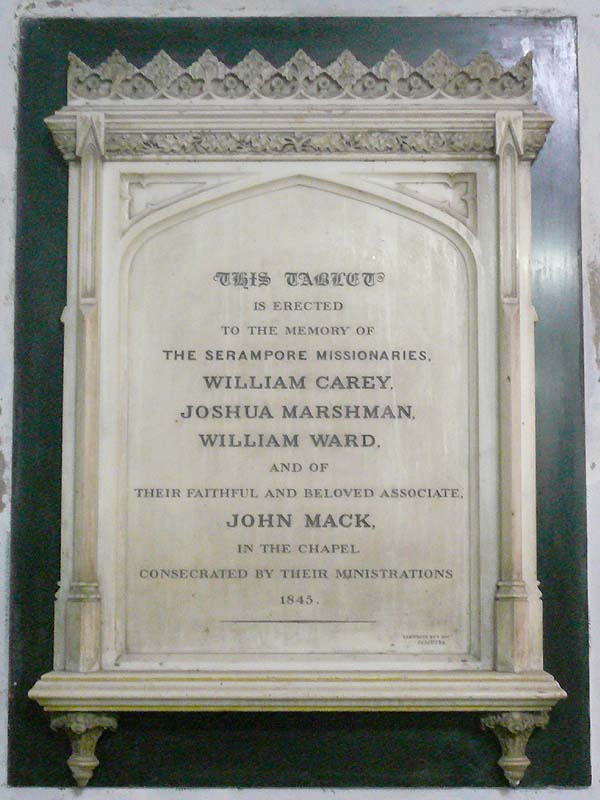 THIS TABLET
IS ERECTED
TO THE MEMORY OF
THE SERAMPORE MISSIONARIES,
WILLIAM CAREY,
JOSHUA MARSHMAN,
WILLIAM WARD,
AND OF
THEIR FAITHFUL AND BELOVED ASSOCIATE,
JOHN MACK,
IN THE CHAPEL
CONSECRATED BY THEIR MINISTRATIONS
1845.
CALCUTTA